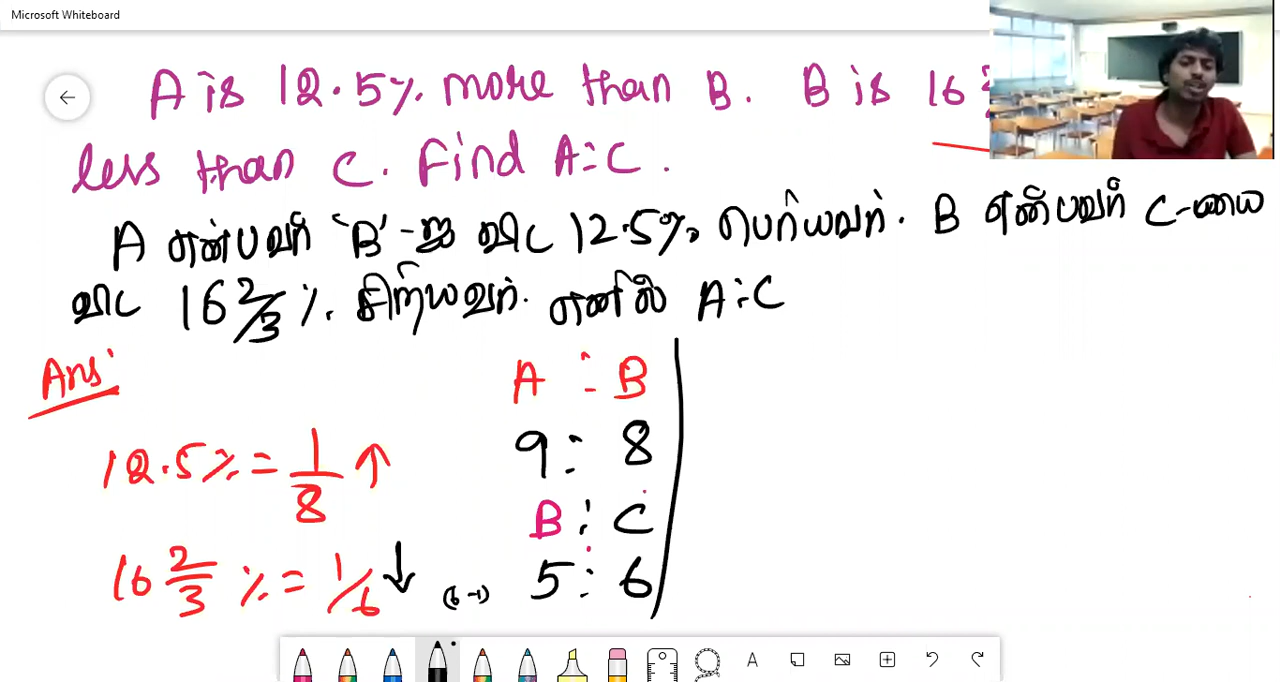 Microsoft Whiteboard
A is 12.5% more than B. B is 16
less than C. Find A:C.
A என்பவர் 'B'-ஐ விட 12.5% பெரியவர். B என்பவர் C-யை
விட 16 2/3 %. சிறியவர். எனில் A:C
Ans:
A : B
12.5% = 1/8 ↑
9 : 8
B : C
16 2/3 % = 1/6 ↓
(6-1) 5 : 6
A